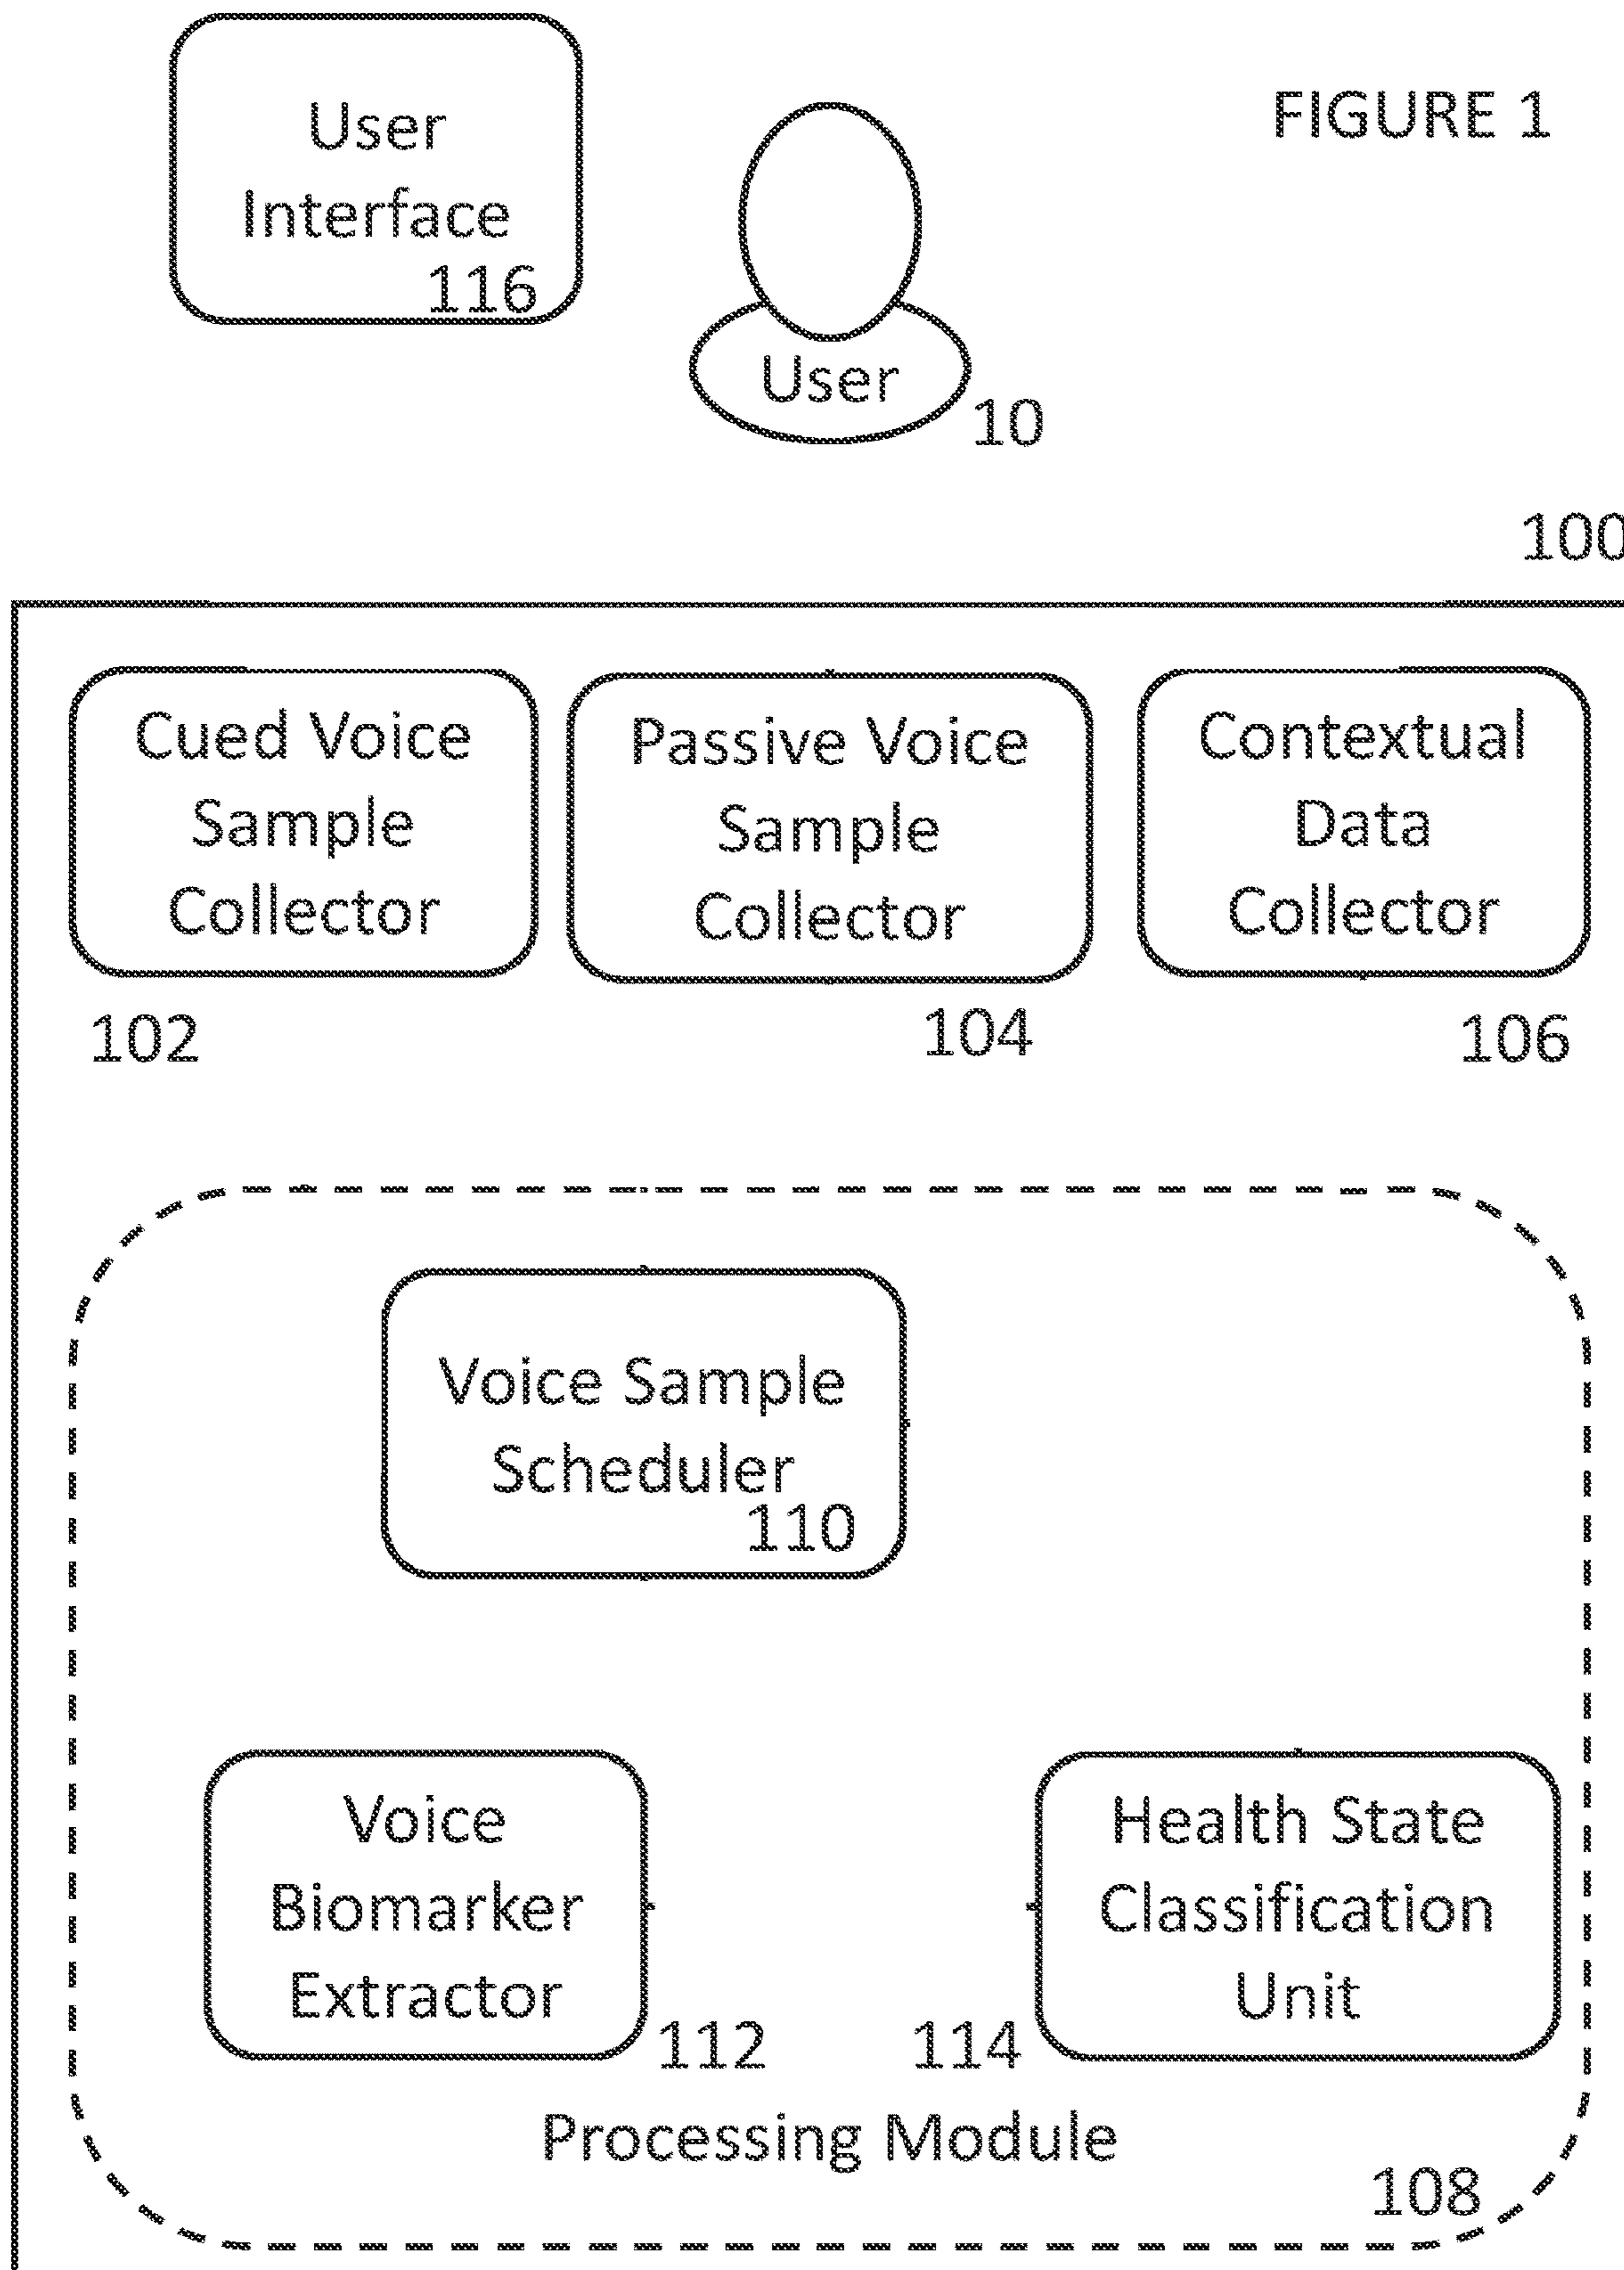 FIGURE 1
User
Interface
116
User
10
100
Cued Voice
Sample
Collector
102
Passive Voice
Sample
Collector
104
Contextual
Data
Collector
106
Voice Sample
Scheduler
110
Voice
Biomarker
Extractor
112
Health State
Classification
Unit
114
Processing Module
108